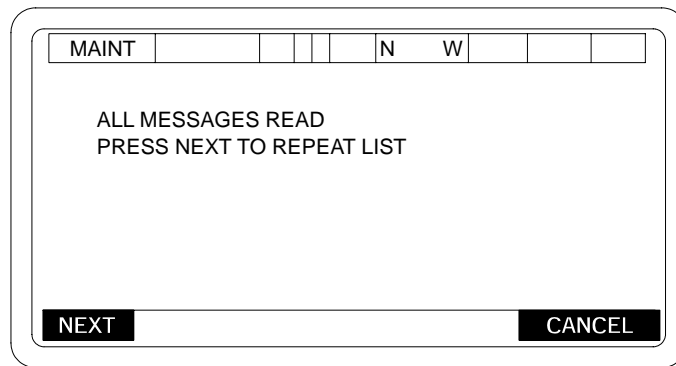 MAINT N W
ALL MESSAGES READ
PRESS NEXT TO REPEAT LIST
NEXT CANCEL